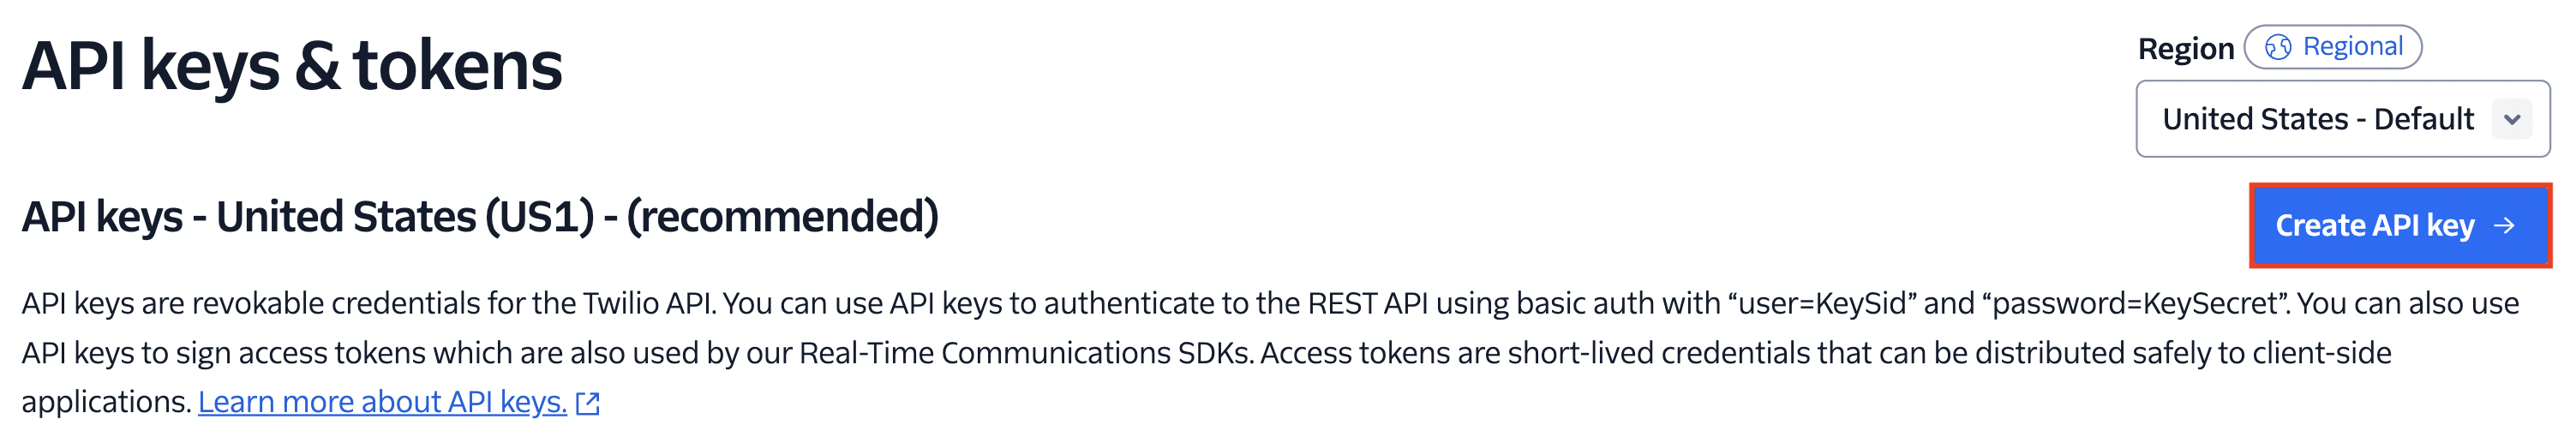 API keys & tokens
Region Regional
United States - Default
API keys - United States (US1) - (recommended)
Create API key →
API keys are revokable credentials for the Twilio API. You can use API keys to authenticate to the REST API using basic auth with “user=KeySid” and “password=KeySecret”. You can also use
API keys to sign access tokens which are also used by our Real-Time Communications SDKs. Access tokens are short-lived credentials that can be distributed safely to client-side
applications. Learn more about API keys.